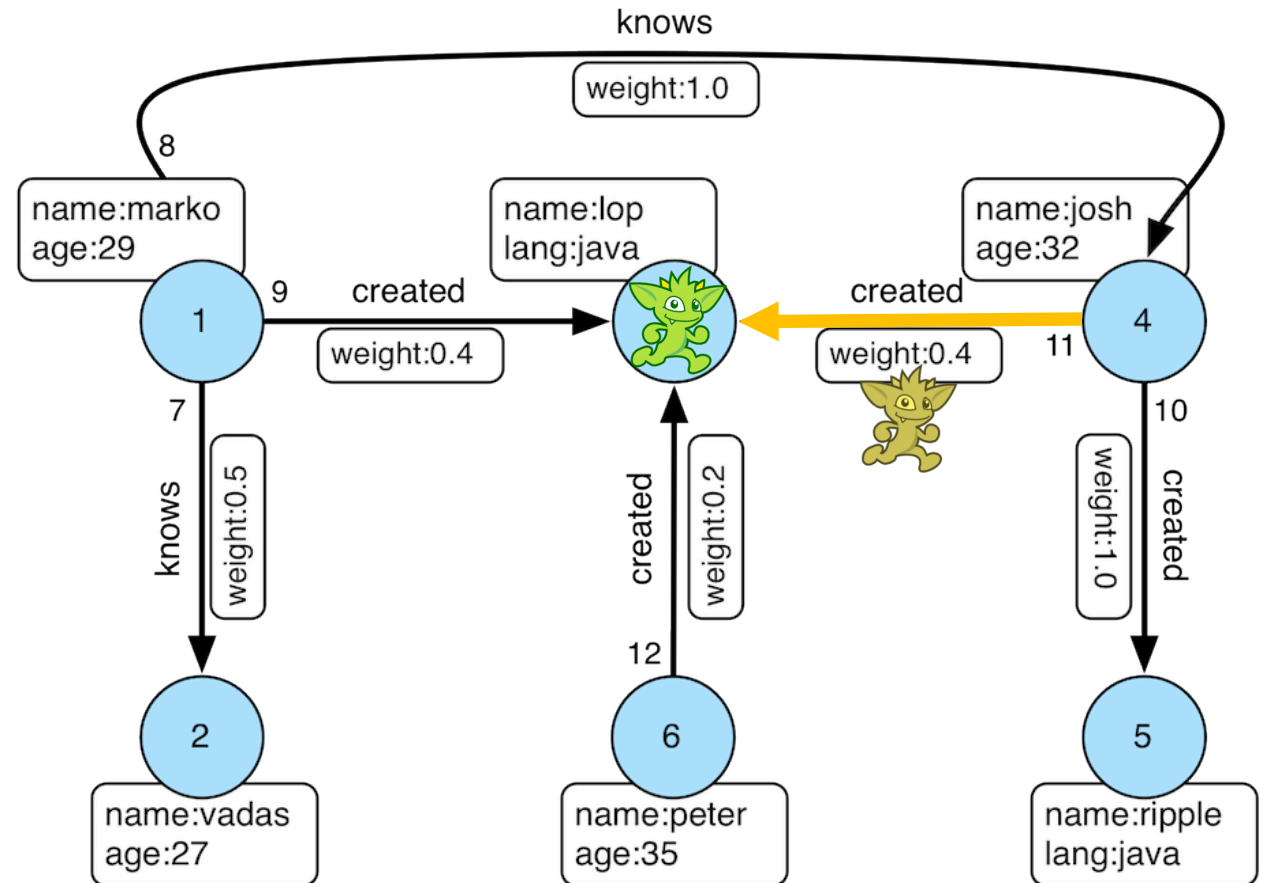 knows
weight:1.0
8
name:marko
age:29
name:lop
lang:java
name:josh
age:32
1
9
created
weight:0.4
created
weight:0.4
11
4
7
knows
weight:0.5
created
weight:0.2
12
10
weight:1.0
created
2
name:vadas
age:27
6
name:peter
age:35
5
name:ripple
lang:java